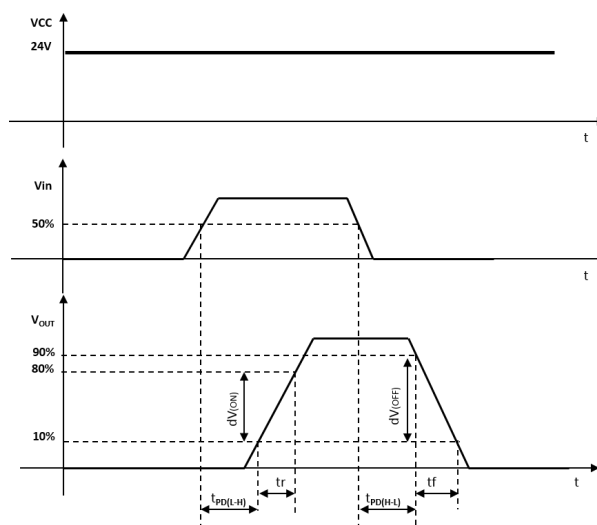 VCC
24V
t
Vin
50%
t
VOUT
90%
80%
dV(ON)
dV(OFF)
10%
tr
tf
t
tPD(L-H)
tPD(H-L)